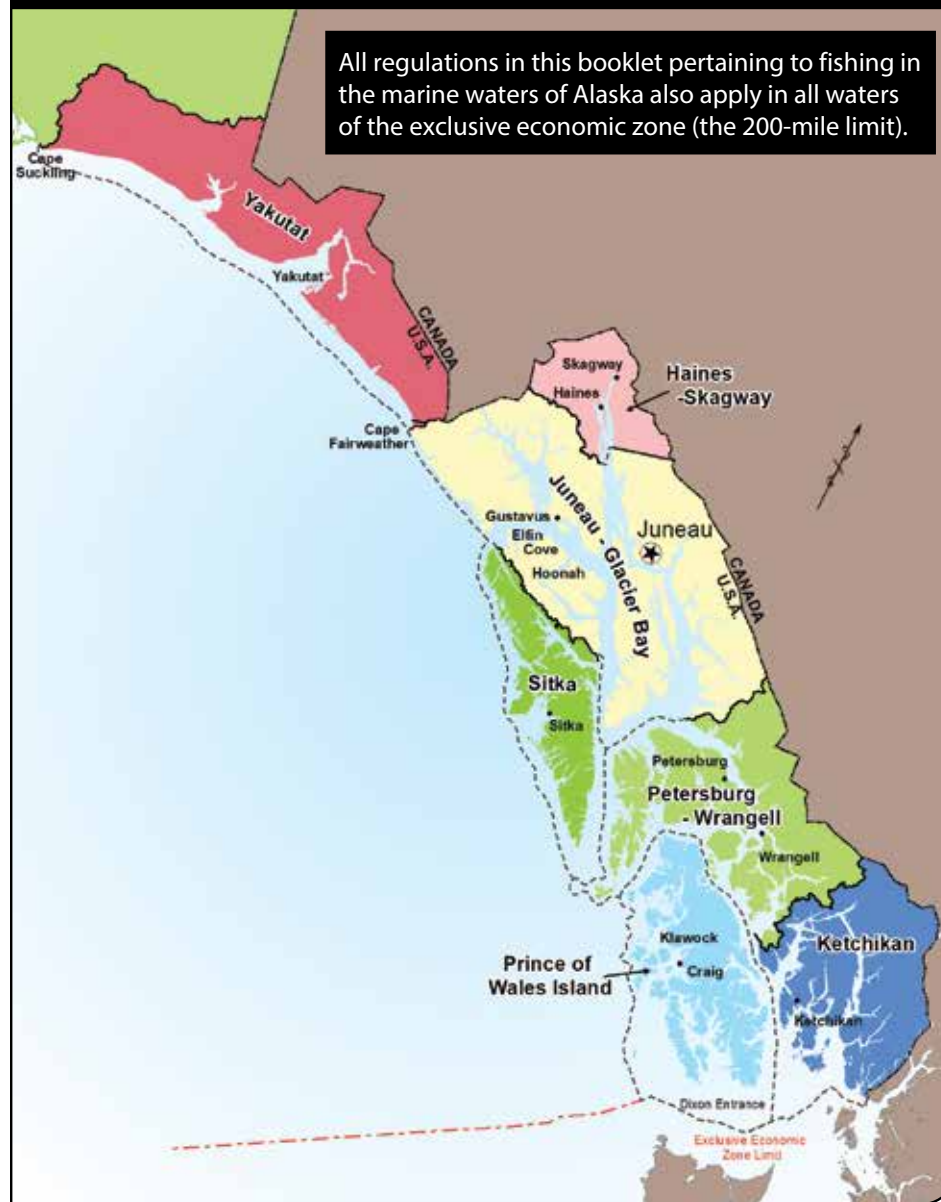 All regulations in this booklet pertaining to fishing in
the marine waters of Alaska also apply in all waters
of the exclusive economic zone (the 200-mile limit).
Cape
Suckling
Yakutat
Yakutat
CANADA
U.S.A.
Cape
Fairweather
Skagway
Haines
Haines
-Skagway
Juneau - Glacier Bay
Gustavus
Elfin
Cove
Hoonah
Juneau
CANADA
U.S.A.
Sitka
Sitka
Petersburg
Petersburg
- Wrangell
Wrangell
Klawock
Craig
Prince of
Wales Island
Ketchikan
Ketchikan
Dixon Entrance
Exclusive Economic
Zone Limit